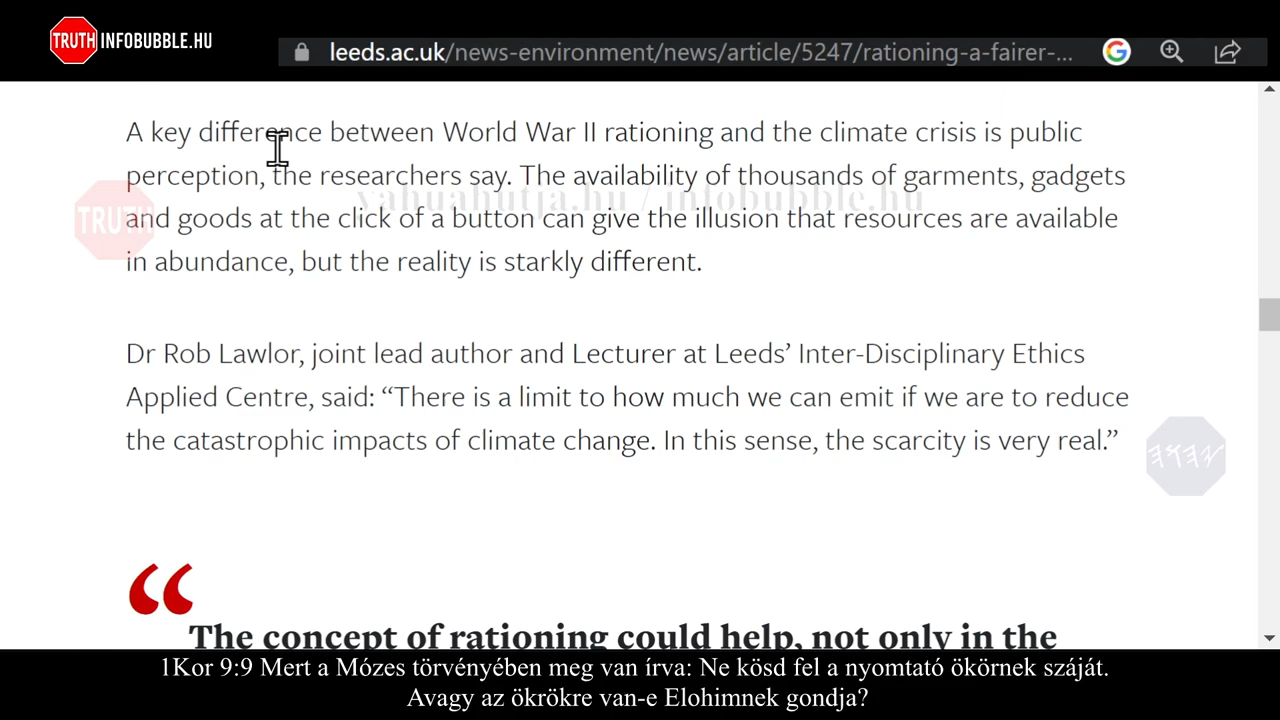 TRUTH INFOBUBBLE.HU
leeds.ac.uk/news-environment/news/article/5247/rationing-a-fairer-...
A key difference between World War II rationing and the climate crisis is public
perception, the researchers say. The availability of thousands of garments, gadgets
yahuahutja.hu / infobubble.hu
TRUTH
and goods at the click of a button can give the illusion that resources are available
in abundance, but the reality is starkly different.
Dr Rob Lawlor, joint lead author and Lecturer at Leeds’ Inter-Disciplinary Ethics
Applied Centre, said: “There is a limit to how much we can emit if we are to reduce
the catastrophic impacts of climate change. In this sense, the scarcity is very real.”
“
The concept of rationing could help, not only in the
1Kor 9:9 Mert a Mózes törvényében meg van írva: Ne kösd fel a nyomtató ökörnek száját.
Avagy az ökrökre van-e Elohimnek gondja?